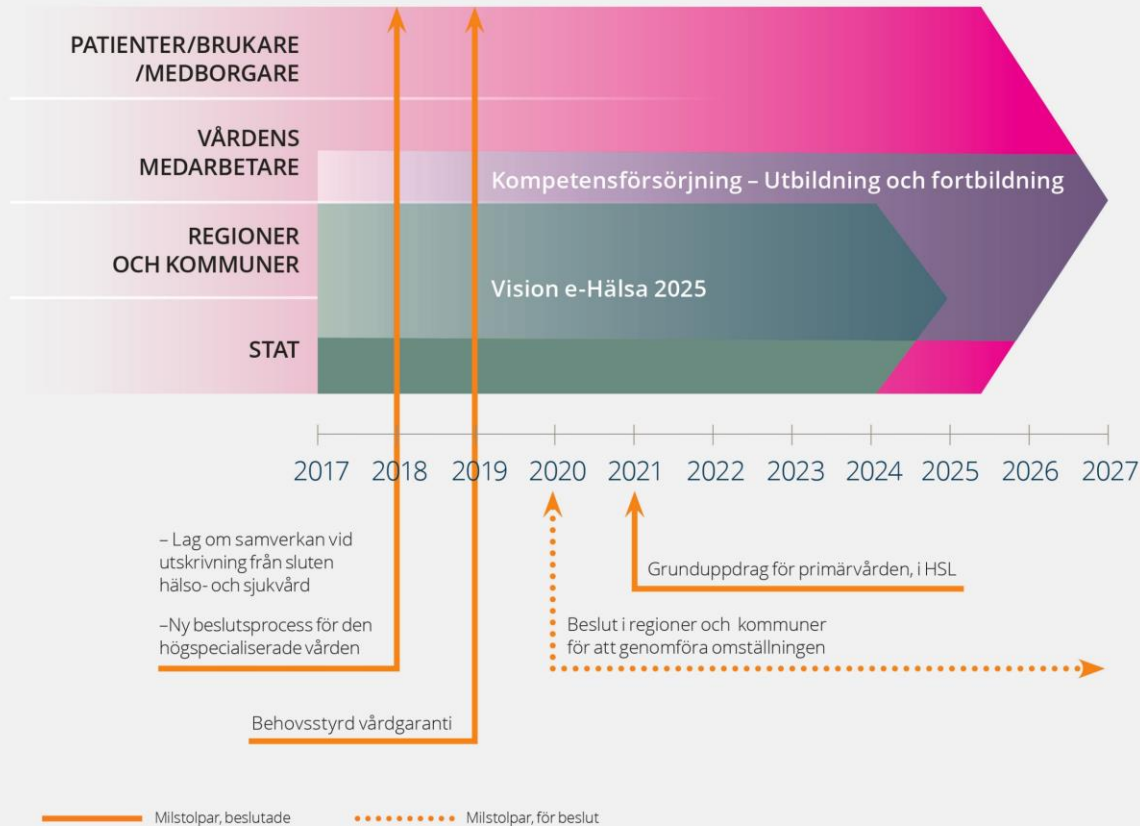 PATIENTER/BRUKARE
/MEDBORGARE
VÅRDENS
MEDARBETARE
Kompetensförsörjning – Utbildning och fortbildning
REGIONER
OCH KOMMUNER
Vision e-Hälsa 2025
STAT
2017 2018 2019 2020 2021 2022 2023 2024 2025 2026 2027
– Lag om samverkan vid
utskrivning från sluten
hälso- och sjukvård
–Ny beslutsprocess för den
högspecialiserade vården
Grunduppdrag för primärvården, i HSL
Beslut i regioner och kommuner
för att genomföra omställningen
Behovsstyrd vårdgaranti
Milstolpar, beslutade
Milstolpar, för beslut